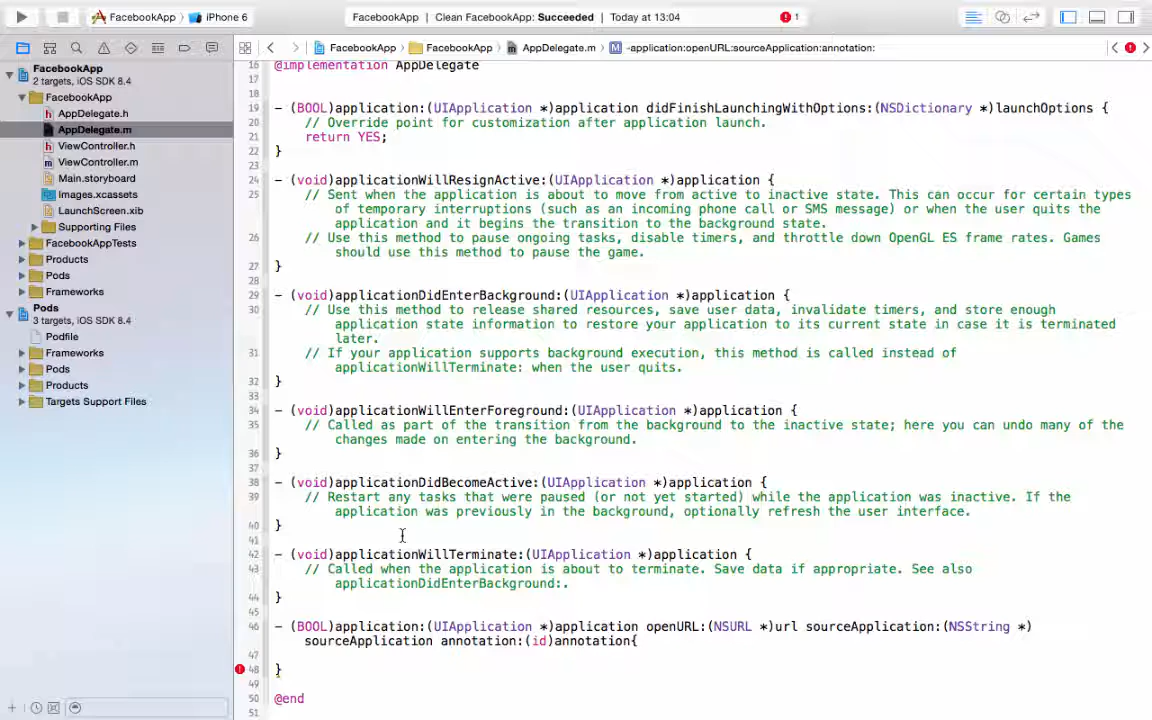 FacebookApp iPhone 6
FacebookApp | Clean FacebookApp: Succeeded | Today at 13:04
1
FacebookApp FacebookApp AppDelegate.m M -application:openURL:sourceApplication:annotation:
FacebookApp
2 targets, iOS SDK 8.4
FacebookApp
h AppDelegate.h
AppDelegate.m
h ViewController.h
m ViewController.m
Main.storyboard
Images.xcassets
LaunchScreen.xib
Supporting Files
FacebookAppTests
Products
Pods
Frameworks
Pods
3 targets, iOS SDK 8.4
Podfile
Frameworks
Pods
Products
Targets Support Files
16 @implementation AppDelegate
17
18
19 - (BOOL)application:(UIApplication *)application didFinishLaunchingWithOptions:(NSDictionary *)launchOptions {
20 // Override point for customization after application launch.
21 return YES;
22 }
23
24 - (void)applicationWillResignActive:(UIApplication *)application {
25 // Sent when the application is about to move from active to inactive state. This can occur for certain types
of temporary interruptions (such as an incoming phone call or SMS message) or when the user quits the
application and it begins the transition to the background state.
26 // Use this method to pause ongoing tasks, disable timers, and throttle down OpenGL ES frame rates. Games
should use this method to pause the game.
27 }
28
29 - (void)applicationDidEnterBackground:(UIApplication *)application {
30 // Use this method to release shared resources, save user data, invalidate timers, and store enough
application state information to restore your application to its current state in case it is terminated
later.
31 // If your application supports background execution, this method is called instead of
applicationWillTerminate: when the user quits.
32 }
33
34 - (void)applicationWillEnterForeground:(UIApplication *)application {
35 // Called as part of the transition from the background to the inactive state; here you can undo many of the
changes made on entering the background.
36 }
37
38 - (void)applicationDidBecomeActive:(UIApplication *)application {
39 // Restart any tasks that were paused (or not yet started) while the application was inactive. If the
application was previously in the background, optionally refresh the user interface.
40 }
41
42 - (void)applicationWillTerminate:(UIApplication *)application {
43 // Called when the application is about to terminate. Save data if appropriate. See also
applicationDidEnterBackground:.
44 }
45
46 - (BOOL)application:(UIApplication *)application openURL:(NSURL *)url sourceApplication:(NSString *)
sourceApplication annotation:(id)annotation{
47
48 }
49
50 @end
51